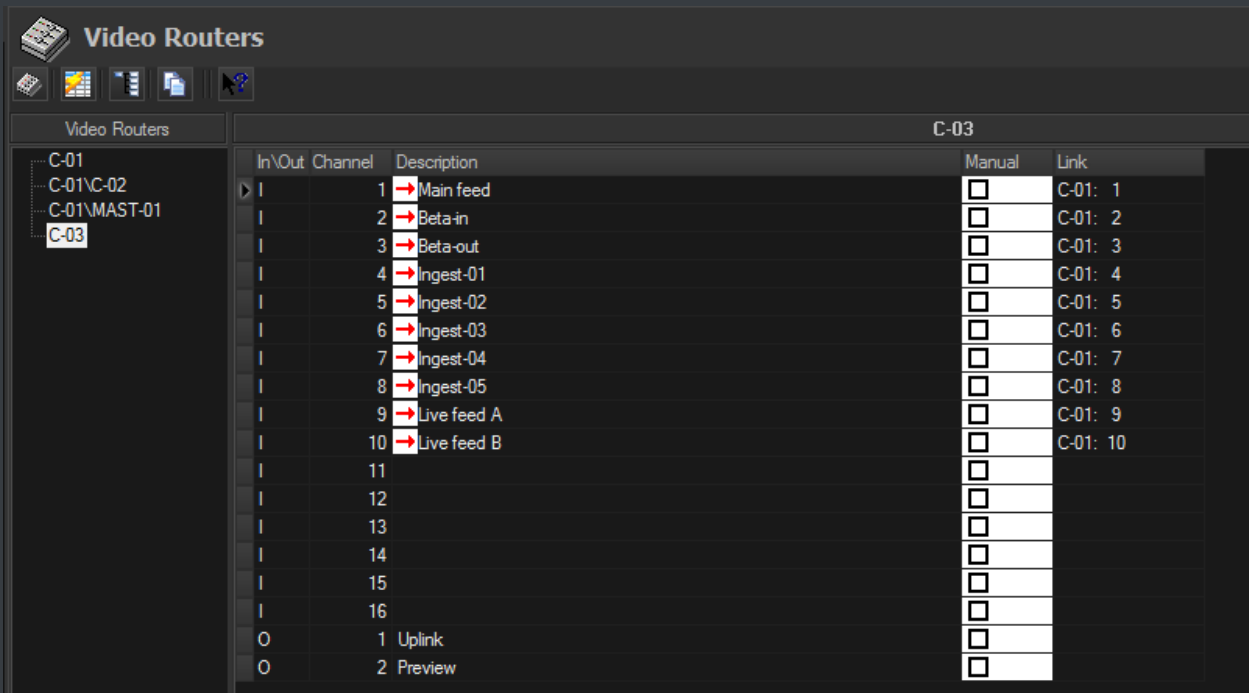 Video Routers
Video Routers
C-03
C-01
C-01\C-02
C-01\MAST-01
C-03
In\Out Channel Description Manual Link
I 1 Main feed C-01: 1
I 2 Beta-in C-01: 2
I 3 Beta-out C-01: 3
I 4 Ingest-01 C-01: 4
I 5 Ingest-02 C-01: 5
I 6 Ingest-03 C-01: 6
I 7 Ingest-04 C-01: 7
I 8 Ingest-05 C-01: 8
I 9 Live feed A C-01: 9
I 10 Live feed B C-01: 10
I 11
I 12
I 13
I 14
I 15
I 16
O 1 Uplink
O 2 Preview